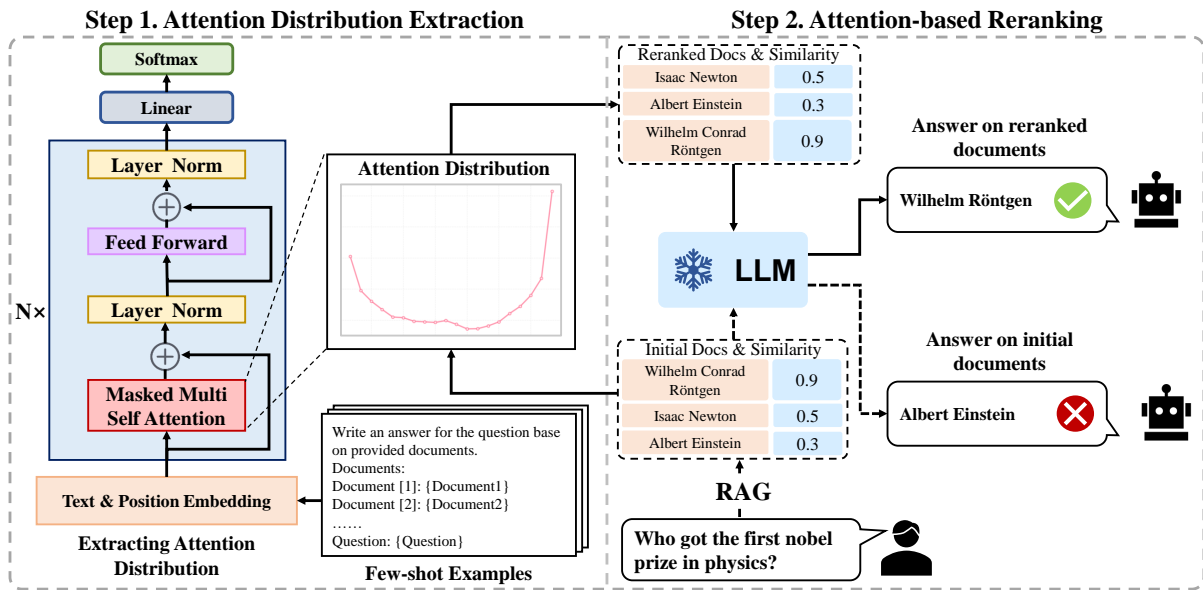 Step 1. Attention Distribution Extraction
Softmax
Linear
Layer Norm
Feed Forward
N×
Layer Norm
Masked Multi
Self Attention
Text & Position Embedding
Extracting Attention
Distribution
Attention Distribution
Write an answer for the question base
on provided documents.
Documents:
Document [1]: {Document1}
Document [2]: {Document2}
……
Question: {Question}
Few-shot Examples
Step 2. Attention-based Reranking
Reranked Docs & Similarity
Isaac Newton 0.5
Albert Einstein 0.3
Wilhelm Conrad
Röntgen 0.9
LLM
Answer on reranked
documents
Wilhelm Röntgen
Initial Docs & Similarity
Wilhelm Conrad
Röntgen 0.9
Isaac Newton 0.5
Albert Einstein 0.3
Answer on initial
documents
Albert Einstein
RAG
Who got the first nobel
prize in physics?